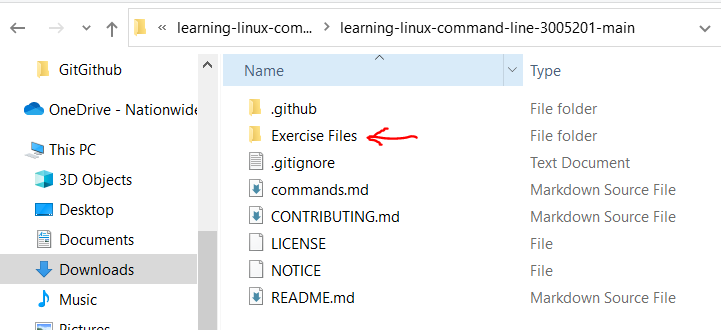 « learning-linux-com... > learning-linux-command-line-3005201-main
GitGithub
OneDrive - Nationwide
This PC
3D Objects
Desktop
Documents
Downloads
Music
Pictures
Name Type
.github File folder
Exercise Files File folder
.gitignore Text Document
commands.md Markdown Source File
CONTRIBUTING.md Markdown Source File
LICENSE File
NOTICE File
README.md Markdown Source File